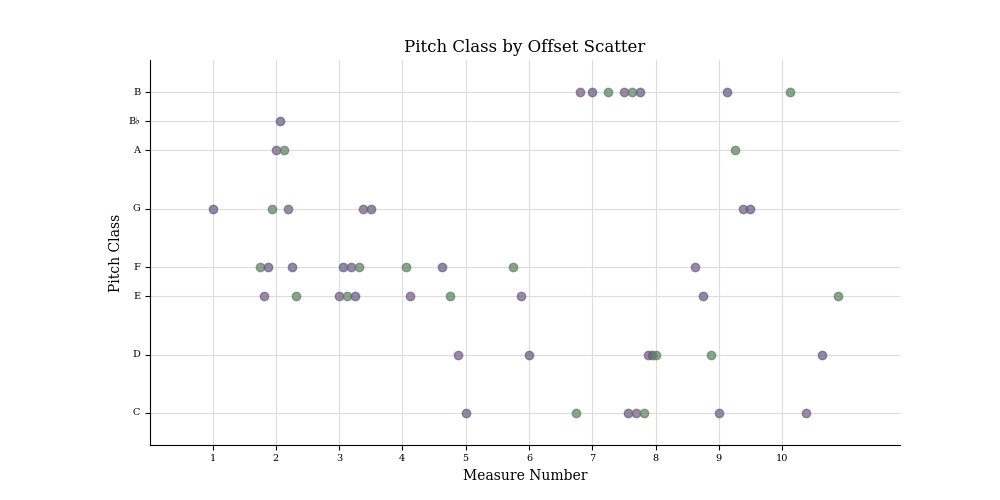 Pitch Class by Offset Scatter
Pitch Class
B
B♭
A
G
F
E
D
C
1 2 3 4 5 6 7 8 9 10
Measure Number